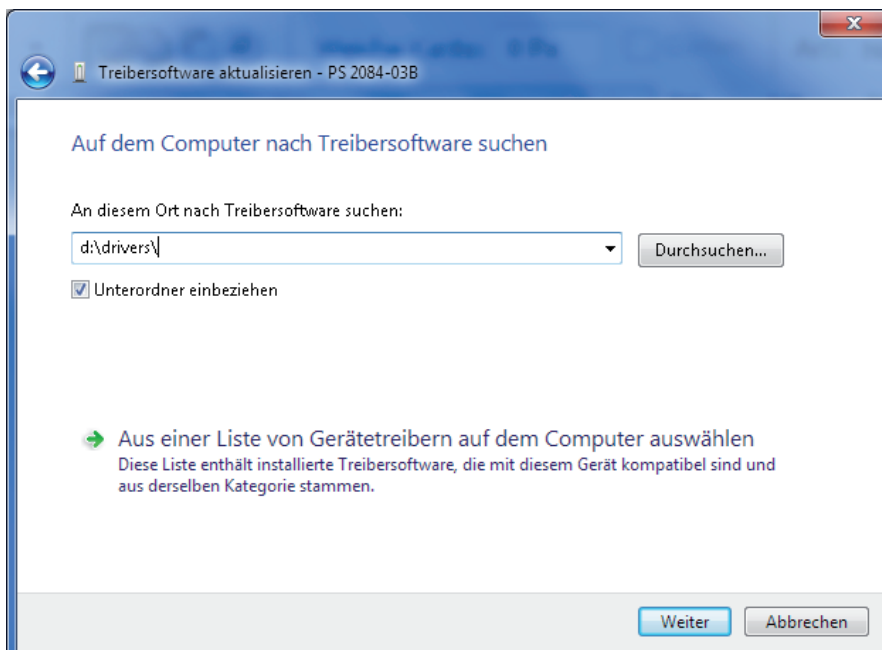 Treibersoftware aktualisieren - PS 2084-03B
Auf dem Computer nach Treibersoftware suchen
An diesem Ort nach Treibersoftware suchen:
d:\drivers\
Durchsuchen...
Unterordner einbeziehen
Aus einer Liste von Gerätetreibern auf dem Computer auswählen
Diese Liste enthält installierte Treibersoftware, die mit diesem Gerät kompatibel sind und
aus derselben Kategorie stammen.
Weiter
Abbrechen